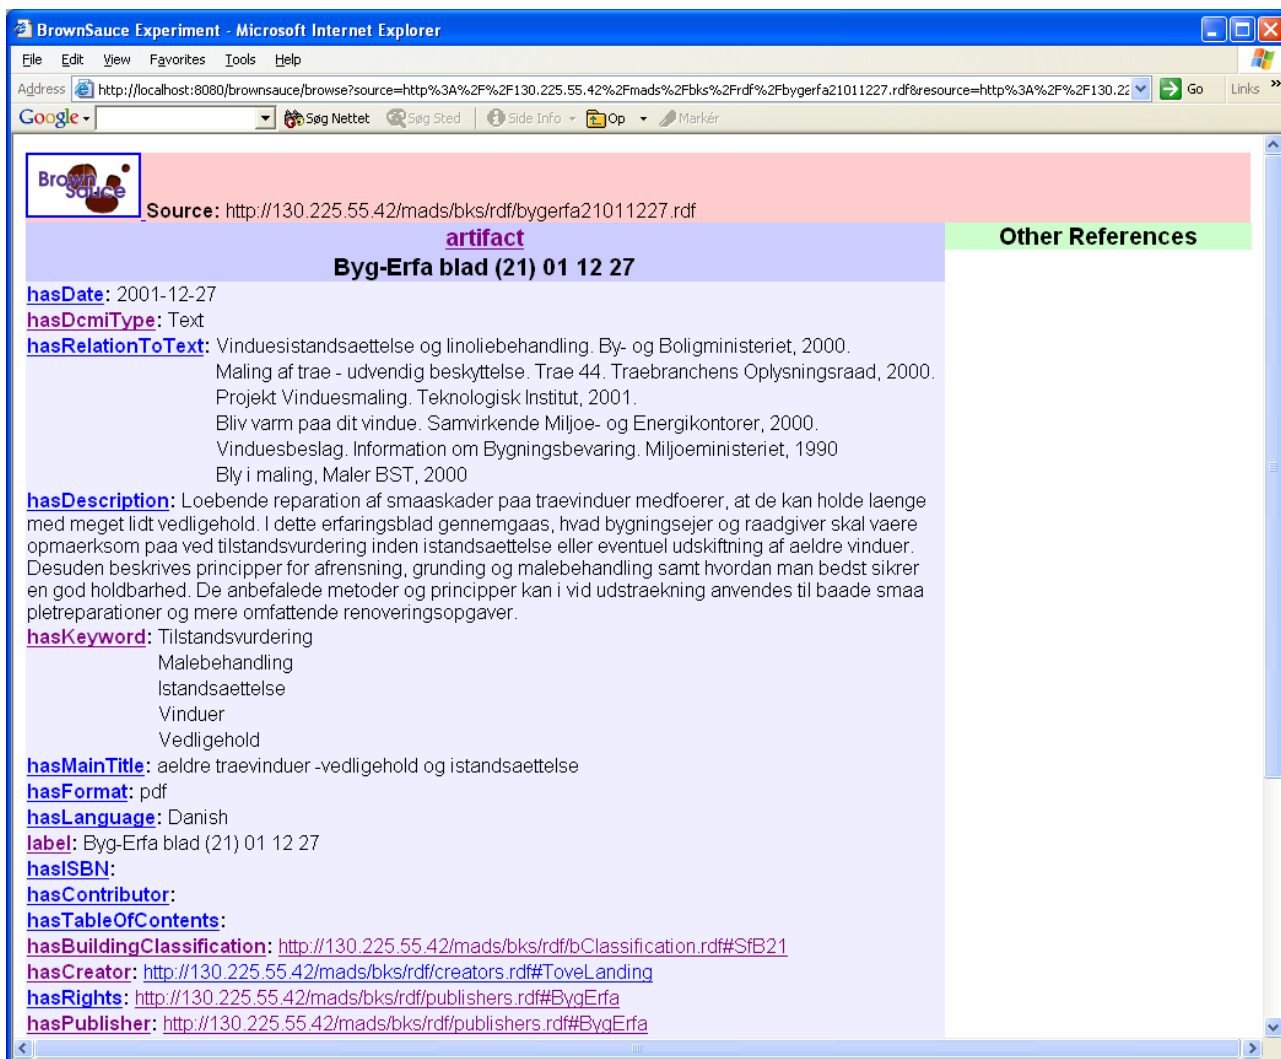 BrownSauce Experiment - Microsoft Internet Explorer
File Edit View Favorites Tools Help
Address http://localhost:8080/brownsauce/browse?source=http%3A%2F%2F130.225.55.42%2Fmads%2Fbks%2Frdf%2Fbygerfa21011227.rdf&resource=http%3A%2F%2F130.22 Go Links »
Google Søg Nettet Søg Sted Side Info Op Markér
Brown Sauce
Source: http://130.225.55.42/mads/bks/rdf/bygerfa21011227.rdf
artifact Other References
Byg-Erfa blad (21) 01 12 27
hasDate: 2001-12-27
hasDcmiType: Text
hasRelationToText: Vinduesistandsaettelse og linoliebehandling. By- og Boligministeriet, 2000.
Maling af trae - udvendig beskyttelse. Trae 44. Traebranchens Oplysningsraad, 2000.
Projekt Vinduesmaling. Teknologisk Institut, 2001.
Bliv varm paa dit vindue. Samvirkende Miljoe- og Energikontorer, 2000.
Vinduesbeslag. Information om Bygningsbevaring. Miljoeministeriet, 1990
Bly i maling, Maler BST, 2000
hasDescription: Loebende reparation af smaaskader paa traevinduer medfoerer, at de kan holde laenge
med meget lidt vedligehold. I dette erfaringsblad gennemgaas, hvad bygningsejer og raadgiver skal vaere
opmaerksom paa ved tilstandsvurdering inden istandsaettelse eller eventuel udskiftning af aeldre vinduer.
Desuden beskrives principper for afrensning, grunding og malebehandling samt hvordan man bedst sikrer
en god holdbarhed. De anbefalede metoder og principper kan i vid udstraekning anvendes til baade smaa
pletreparationer og mere omfattende renoveringsopgaver.
hasKeyword: Tilstandsvurdering
Malebehandling
Istandsaettelse
Vinduer
Vedligehold
hasMainTitle: aeldre traevinduer -vedligehold og istandsaettelse
hasFormat: pdf
hasLanguage: Danish
label: Byg-Erfa blad (21) 01 12 27
hasISBN:
hasContributor:
hasTableOfContents:
hasBuildingClassification: http://130.225.55.42/mads/bks/rdf/bClassification.rdf#SfB21
hasCreator: http://130.225.55.42/mads/bks/rdf/creators.rdf#ToveLanding
hasRights: http://130.225.55.42/mads/bks/rdf/publishers.rdf#BygErfa
hasPublisher: http://130.225.55.42/mads/bks/rdf/publishers.rdf#BygErfa